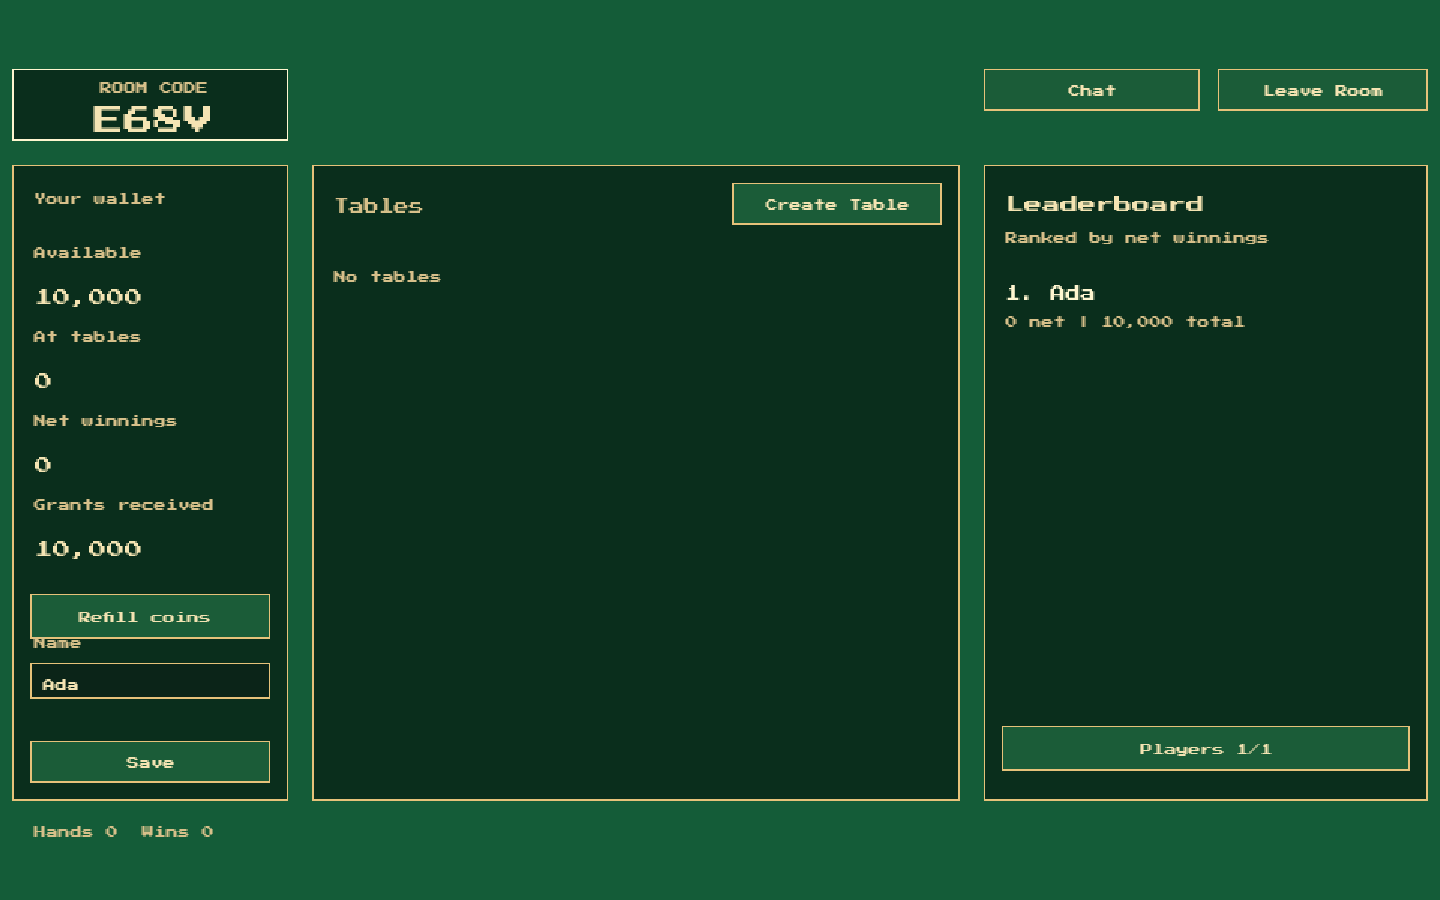 ROOM CODE
E68V
Chat
Leave Room
Your wallet
Available
10,000
At tables
0
Net winnings
0
Grants received
10,000
Refill coins
Name
Ada
Save
Hands 0  Wins 0
Tables
Create Table
No tables
Leaderboard
Ranked by net winnings
1. Ada
0 net | 10,000 total
Players 1/1